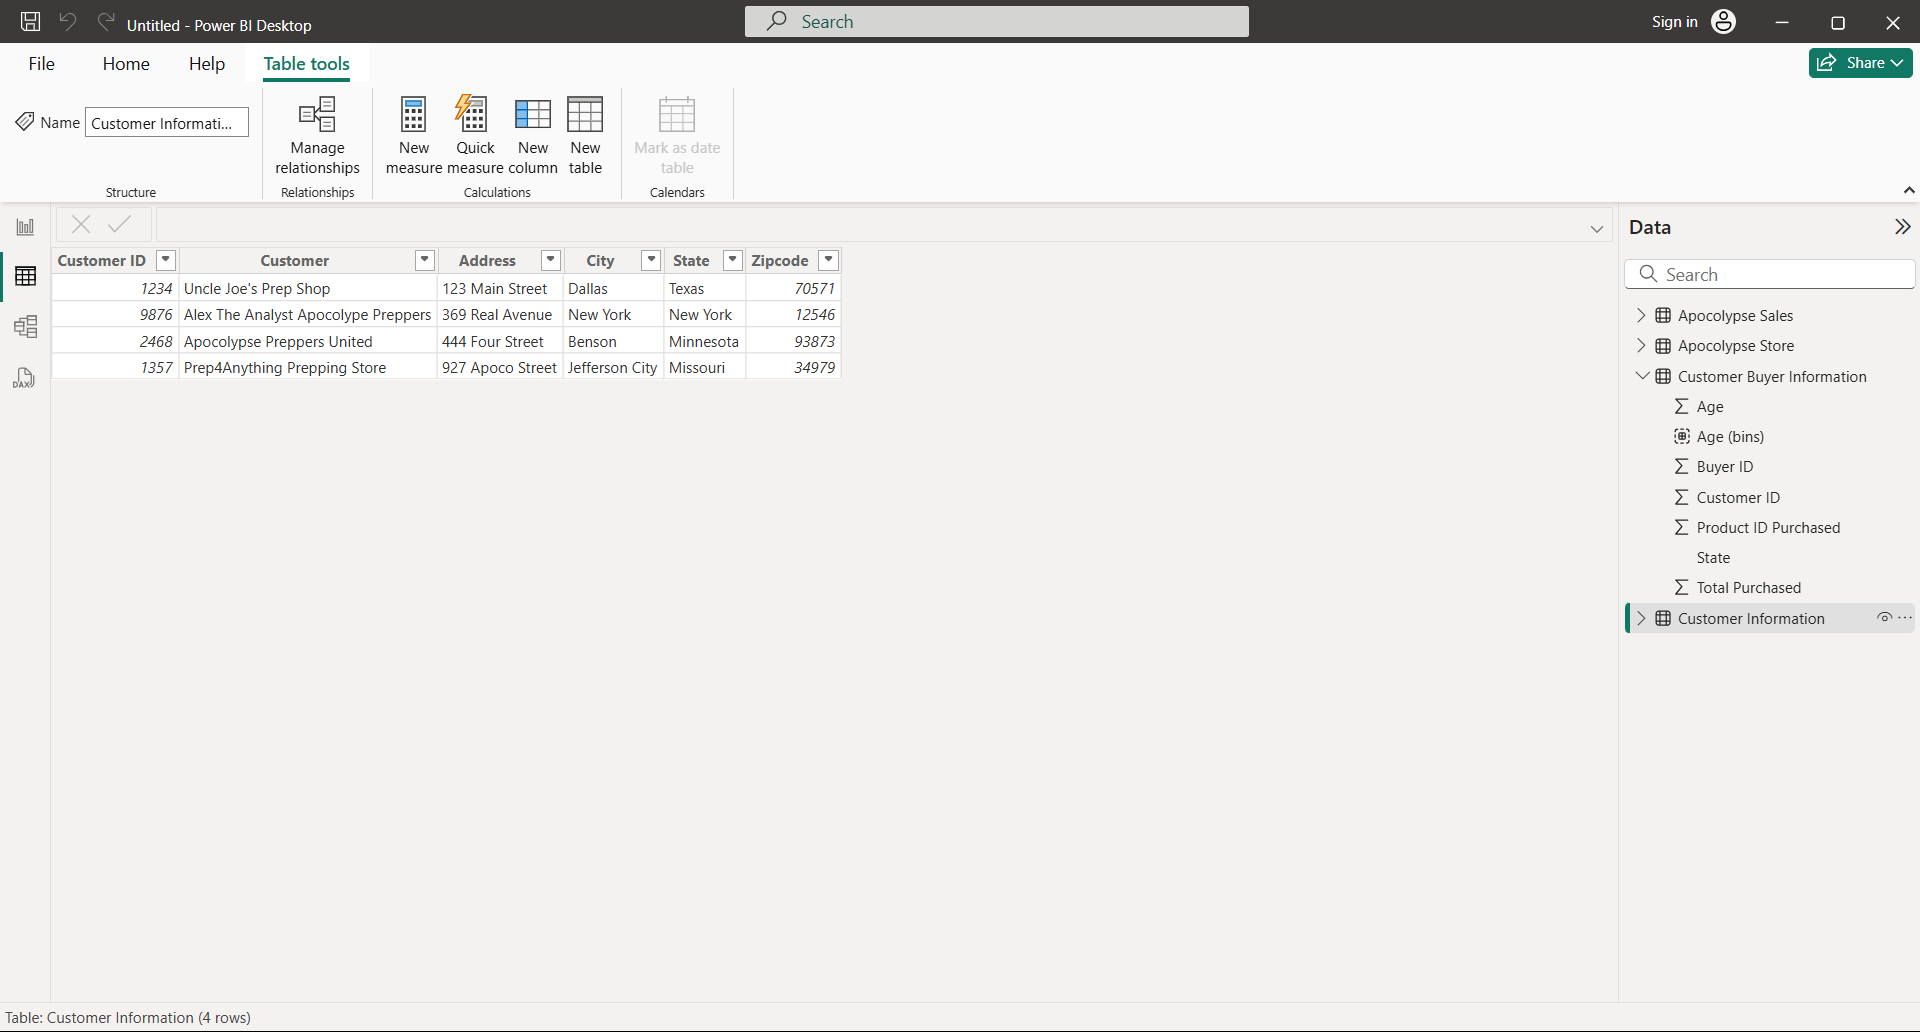 Untitled - Power BI Desktop
Search
Sign in
File Home Help Table tools
Share
Name Customer Informati...
Manage relationships
New measure
Quick measure
New column
New table
Mark as date table
Structure Relationships Calculations Calendars
DAX
Customer ID Customer Address City State Zipcode
1234 Uncle Joe's Prep Shop 123 Main Street Dallas Texas 70571
9876 Alex The Analyst Apocolype Preppers 369 Real Avenue New York New York 12546
2468 Apocolypse Preppers United 444 Four Street Benson Minnesota 93873
1357 Prep4Anything Prepping Store 927 Apoco Street Jefferson City Missouri 34979
Data
Search
Apocolypse Sales
Apocolypse Store
Customer Buyer Information
Age
Age (bins)
Buyer ID
Customer ID
Product ID Purchased
State
Total Purchased
Customer Information
Table: Customer Information (4 rows)